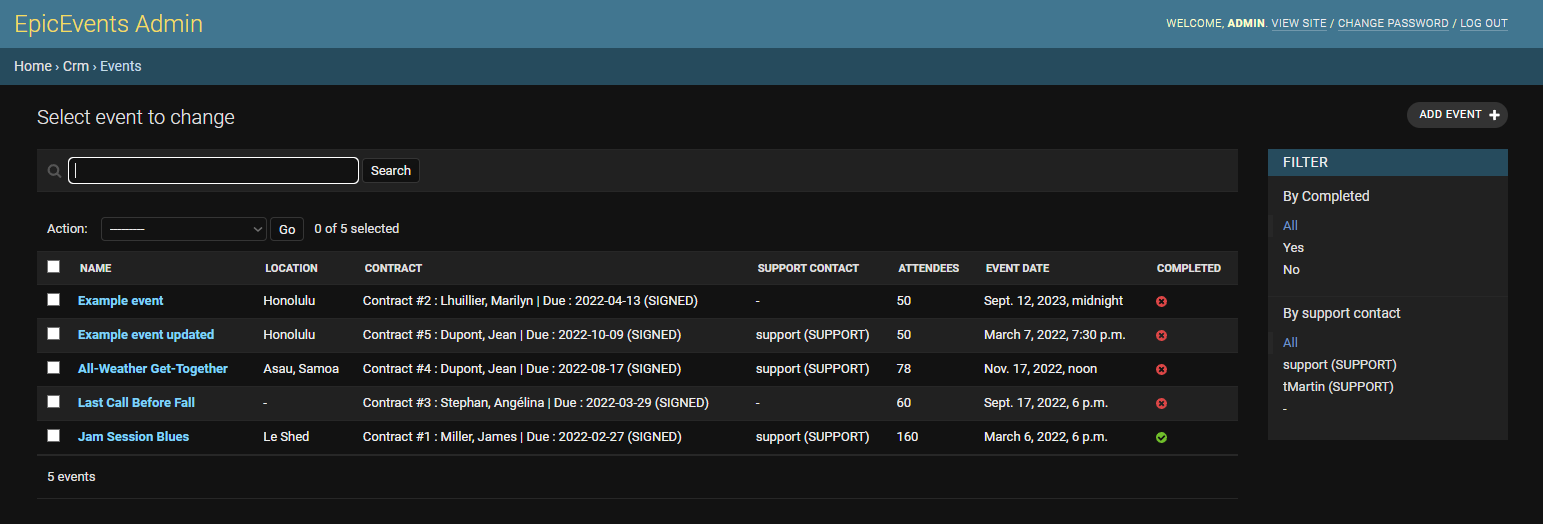 EpicEvents Admin
WELCOME, ADMIN. VIEW SITE / CHANGE PASSWORD / LOG OUT
Home › Crm › Events
Select event to change
ADD EVENT +
Search
Action: --------- Go 0 of 5 selected
NAME LOCATION CONTRACT SUPPORT CONTACT ATTENDEES EVENT DATE COMPLETED
Example event Honolulu Contract #2 : Lhuillier, Marilyn | Due : 2022-04-13 (SIGNED) - 50 Sept. 12, 2023, midnight
Example event updated Honolulu Contract #5 : Dupont, Jean | Due : 2022-10-09 (SIGNED) support (SUPPORT) 50 March 7, 2022, 7:30 p.m.
All-Weather Get-Together Asau, Samoa Contract #4 : Dupont, Jean | Due : 2022-08-17 (SIGNED) support (SUPPORT) 78 Nov. 17, 2022, noon
Last Call Before Fall - Contract #3 : Stephan, Angélina | Due : 2022-03-29 (SIGNED) - 60 Sept. 17, 2022, 6 p.m.
Jam Session Blues Le Shed Contract #1 : Miller, James | Due : 2022-02-27 (SIGNED) support (SUPPORT) 160 March 6, 2022, 6 p.m.
5 events
FILTER
By Completed
All
Yes
No
By support contact
All
support (SUPPORT)
tMartin (SUPPORT)
-